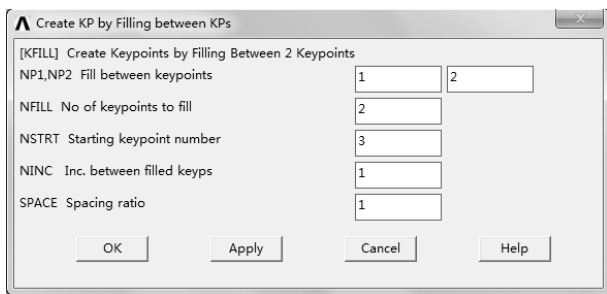 Create KP by Filling between KPs
[KFILL] Create Keypoints by Filling Between 2 Keypoints
NP1,NP2 Fill between keypoints 1 2
NFILL No of keypoints to fill 2
NSTRT Starting keypoint number 3
NINC Inc. between filled keyps 1
SPACE Spacing ratio 1
OK Apply Cancel Help